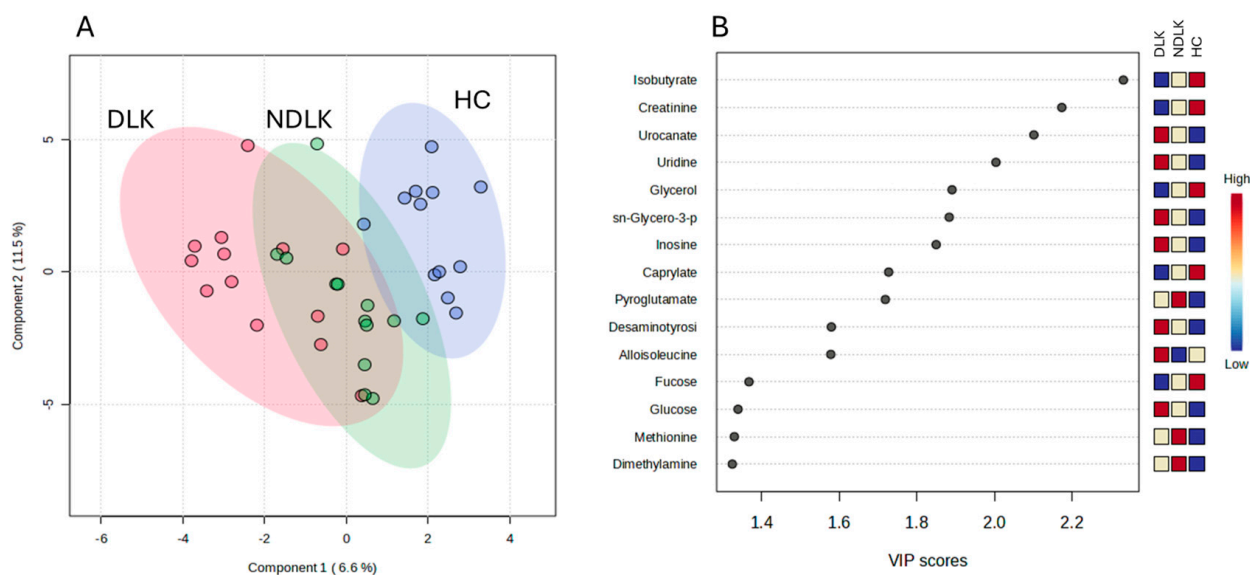 A
DLK
NDLK
HC
5
0
-5
Component 2 ( 11.5 %)
-6
-4
-2
0
2
4
Component 1 ( 6.6 %)
B
DLK
NDLK
HC
Isobutyrate
Creatinine
Urocanate
Uridine
Glycerol
sn-Glycero-3-p
Inosine
Caprylate
Pyroglutamate
Desaminotyrosi
Alloisoleucine
Fucose
Glucose
Methionine
Dimethylamine
1.4
1.6
1.8
2.0
2.2
VIP scores
High
Low